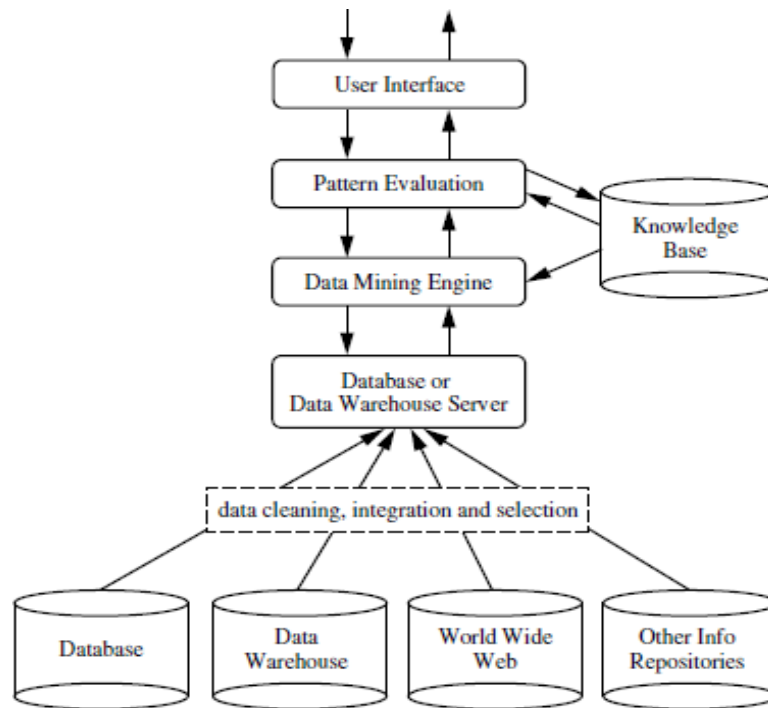 User Interface
Pattern Evaluation
Knowledge
Base
Data Mining Engine
Database or
Data Warehouse Server
data cleaning, integration and selection
Database
Data
Warehouse
World Wide
Web
Other Info
Repositories